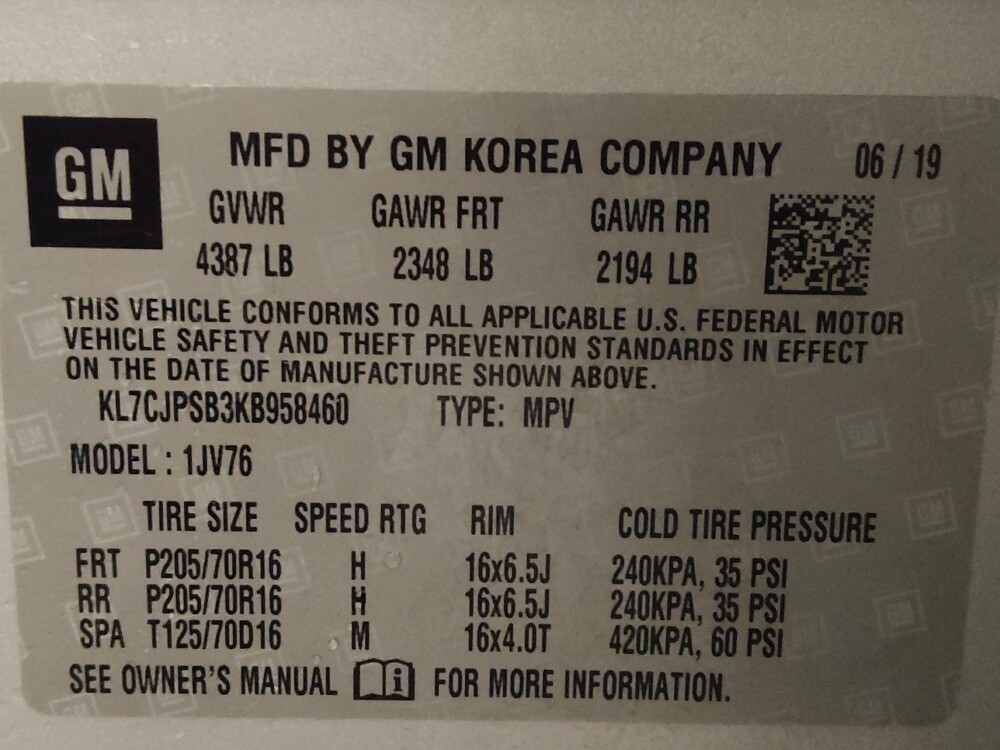 GM
MFD BY GM KOREA COMPANY 06 / 19
GVWR GAWR FRT GAWR RR
4387 LB 2348 LB 2194 LB
THIS VEHICLE CONFORMS TO ALL APPLICABLE U.S. FEDERAL MOTOR
VEHICLE SAFETY AND THEFT PREVENTION STANDARDS IN EFFECT
ON THE DATE OF MANUFACTURE SHOWN ABOVE.
KL7CJPSB3KB958460 TYPE: MPV
MODEL : 1JV76
TIRE SIZE SPEED RTG RIM COLD TIRE PRESSURE
FRT P205/70R16 H 16x6.5J 240KPA, 35 PSI
RR P205/70R16 H 16x6.5J 240KPA, 35 PSI
SPA T125/70D16 M 16x4.0T 420KPA, 60 PSI
SEE OWNER'S MANUAL i FOR MORE INFORMATION.